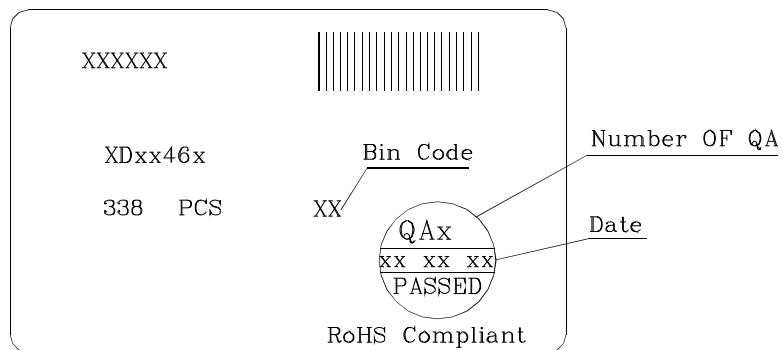 XXXXXX
Number OF QA
XDxx46x
Bin Code
338 PCS
XX
QAx
Date
xx xx xx
PASSED
RoHS Compliant